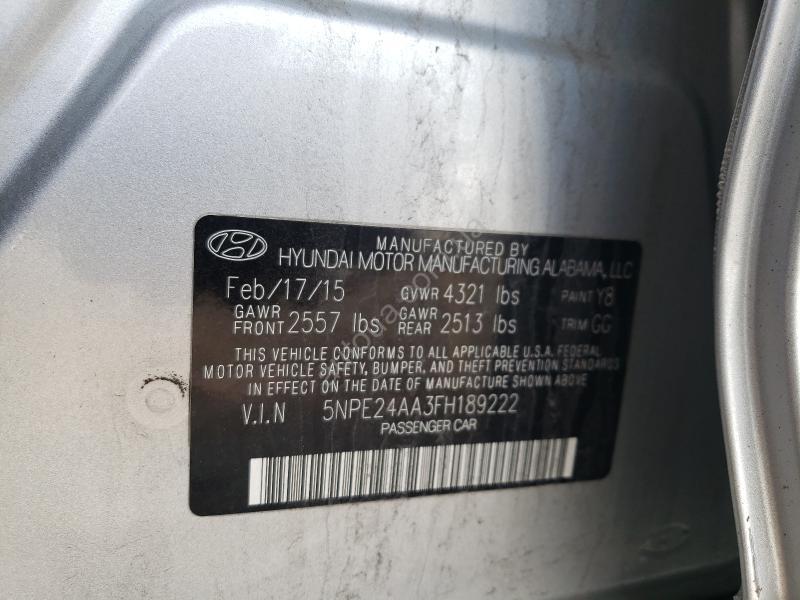 MANUFACTURED BY
HYUNDAI MOTOR MANUFACTURING ALABAMA, LLC
Feb/17/15 GVWR 4321 lbs PAINT Y8
GAWR FRONT 2557 lbs GAWR REAR 2513 lbs TRIM GG
THIS VEHICLE CONFORMS TO ALL APPLICABLE U.S.A. FEDERAL
MOTOR VEHICLE SAFETY, BUMPER, AND THEFT PREVENTION STANDARDS
IN EFFECT ON THE DATE OF MANUFACTURE SHOWN ABOVE.
V.I.N 5NPE24AA3FH189222
PASSENGER CAR